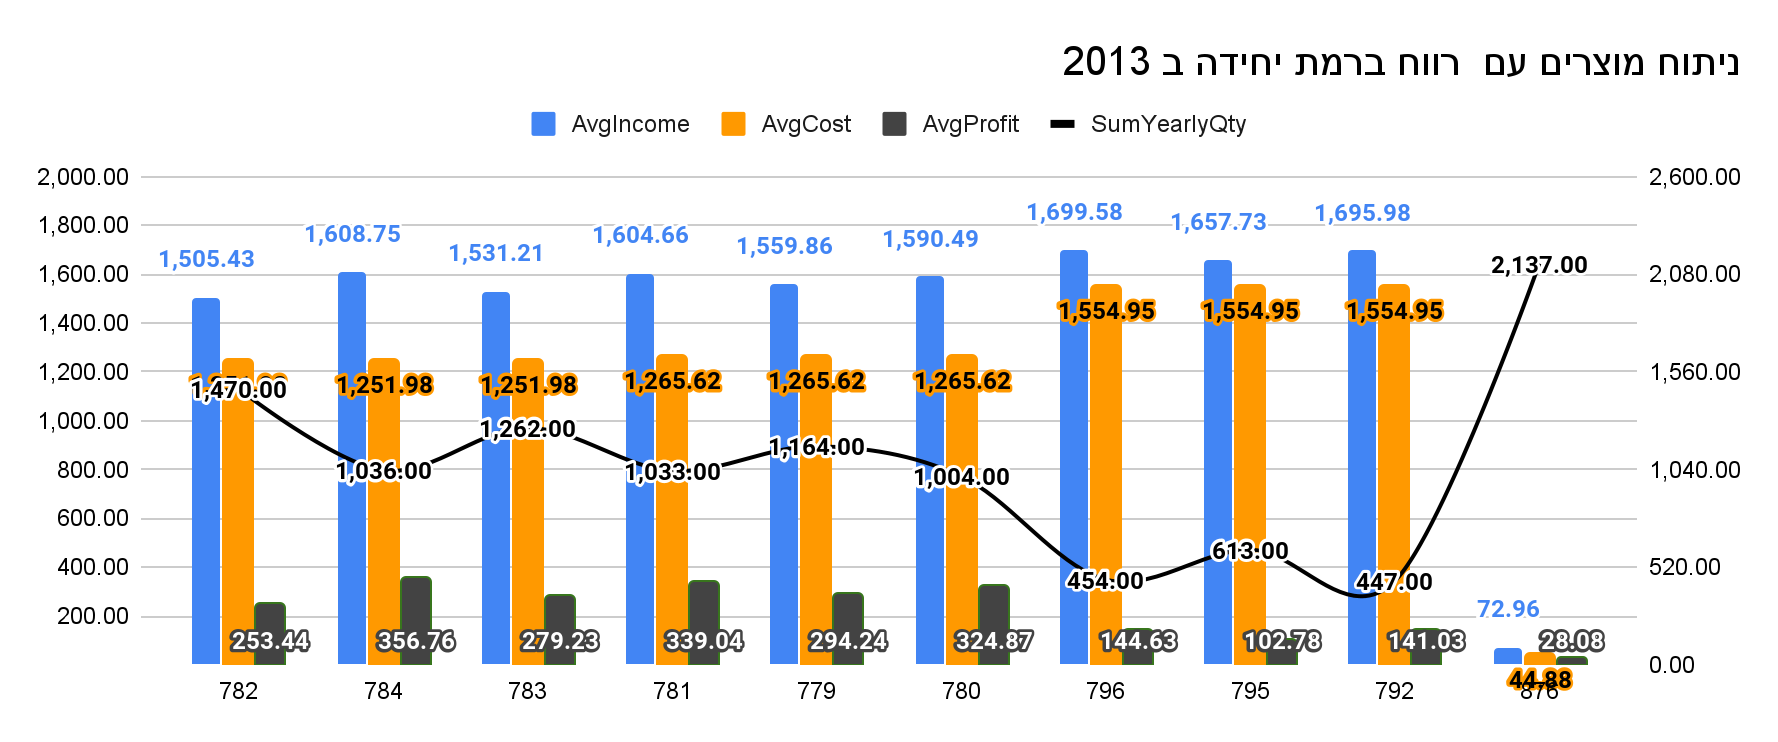 ניתוח מוצרים עם רווח ברמת יחידה ב 2013
AvgIncome AvgCost AvgProfit SumYearlyQty
2,000.00 2,600.00
1,800.00
1,600.00 2,080.00
1,400.00
1,200.00 1,560.00
1,000.00
800.00 1,040.00
600.00
400.00 520.00
200.00
0.00
1,505.43 1,608.75 1,531.21 1,604.66 1,559.86 1,590.49 1,699.58 1,657.73 1,695.98 72.96
1,251.98 1,251.98 1,265.62 1,265.62 1,265.62 1,554.95 1,554.95 1,554.95 44.88
1,470.00 1,036.00 1,262.00 1,033.00 1,164.00 1,004.00 454.00 613.00 447.00 2,137.00
253.44 356.76 279.23 339.04 294.24 324.87 144.63 102.78 141.03 28.08
782 784 783 781 779 780 796 795 792 876